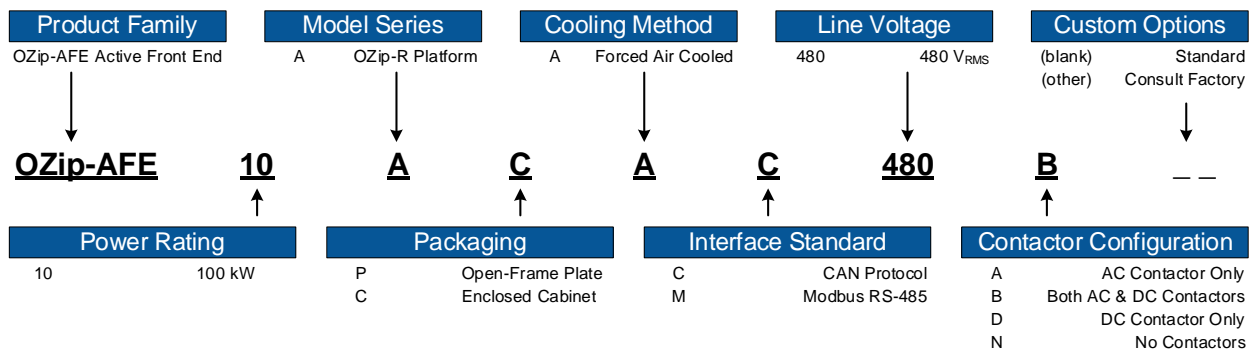 Product Family
Model Series
Cooling Method
Line Voltage
Custom Options
OZip-AFE Active Front End
A OZip-R Platform
A Forced Air Cooled
480 480 VRMS
(blank) Standard
(other) Consult Factory
OZip-AFE 10 A C A C 480 B _ _
Power Rating
Packaging
Interface Standard
Contactor Configuration
10 100 kW
P Open-Frame Plate
C Enclosed Cabinet
C CAN Protocol
M Modbus RS-485
A AC Contactor Only
B Both AC & DC Contactors
D DC Contactor Only
N No Contactors